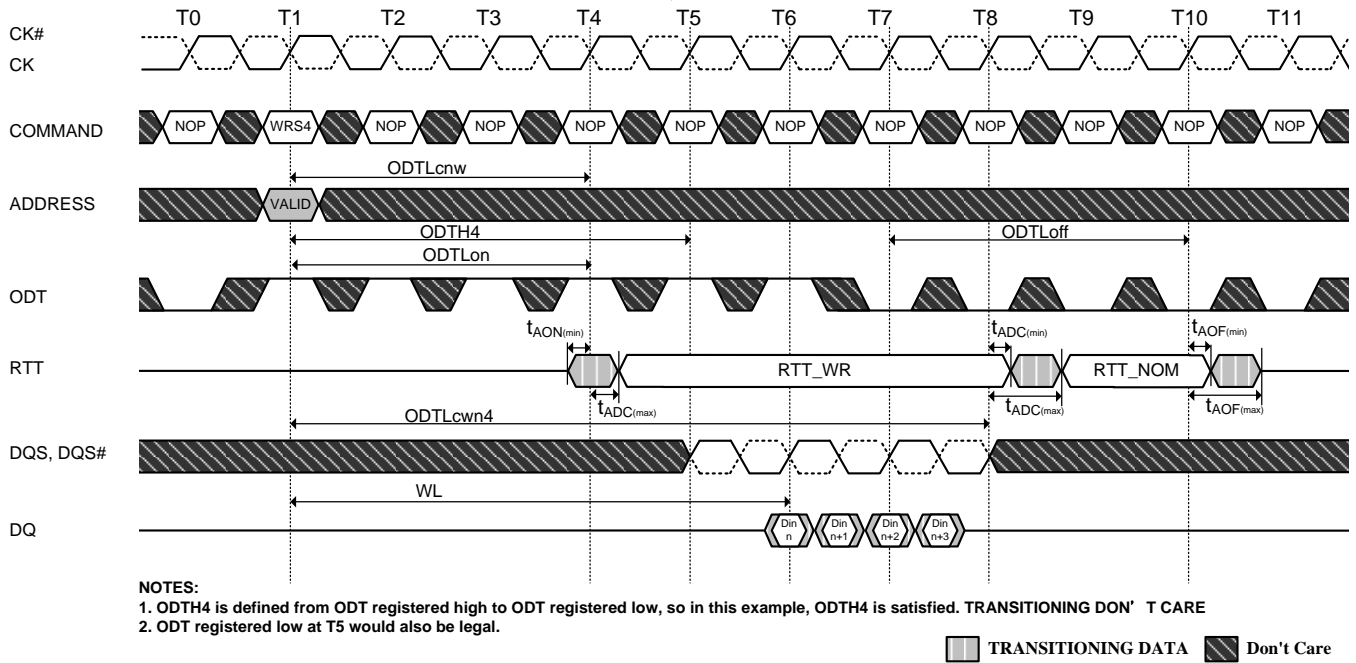 T0 T1 T2 T3 T4 T5 T6 T7 T8 T9 T10 T11
CK#
CK
COMMAND NOP WRS4 NOP NOP NOP NOP NOP NOP NOP NOP NOP NOP
ODTLcnw
ADDRESS VALID
ODTH4 ODTLoff
ODTLon
ODT
tAON(min) tADC(min) tAOF(min)
RTT RTT_WR RTT_NOM
tADC(max) tADC(max) tAOF(max)
ODTLcwn4
DQS, DQS#
WL
DQ Din n Din n+1 Din n+2 Din n+3
NOTES:
1. ODTH4 is defined from ODT registered high to ODT registered low, so in this example, ODTH4 is satisfied. TRANSITIONING DON’ T CARE
2. ODT registered low at T5 would also be legal.
TRANSITIONING DATA Don't Care